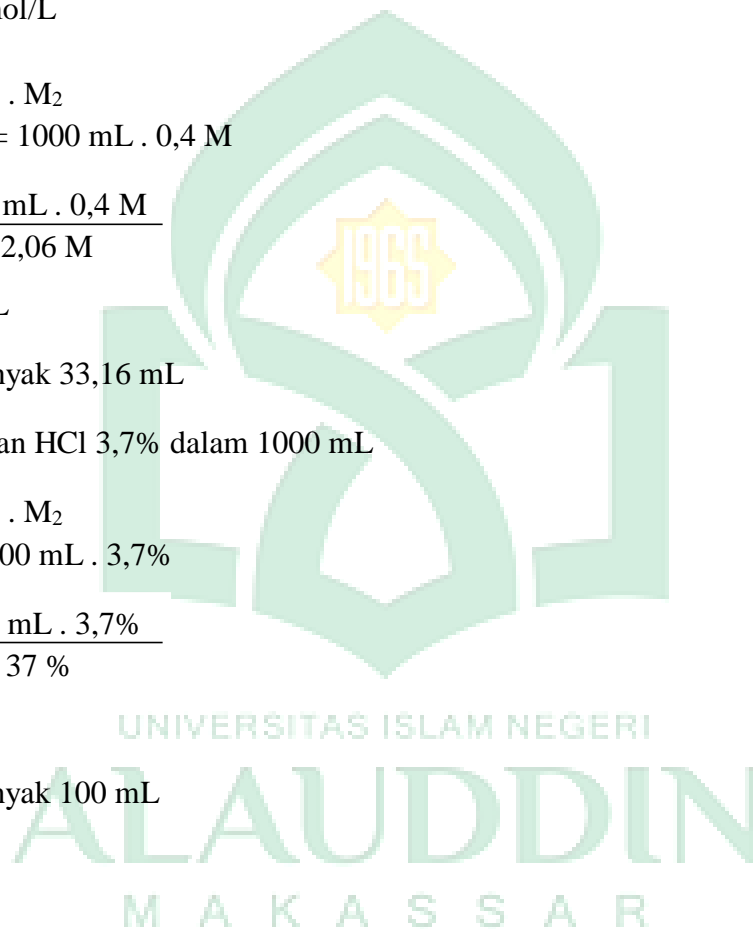 ol/L
. M₂
= 1000 mL . 0,4 M
mL . 0,4 M
2,06 M
L
nyak 33,16 mL
an HCl 3,7% dalam 1000 mL
. M₂
00 mL . 3,7%
mL . 3,7%
37 %
nyak 100 mL
1965
UNIVERSITAS ISLAM NEGERI
ALAUDDIN
MAKASSAR